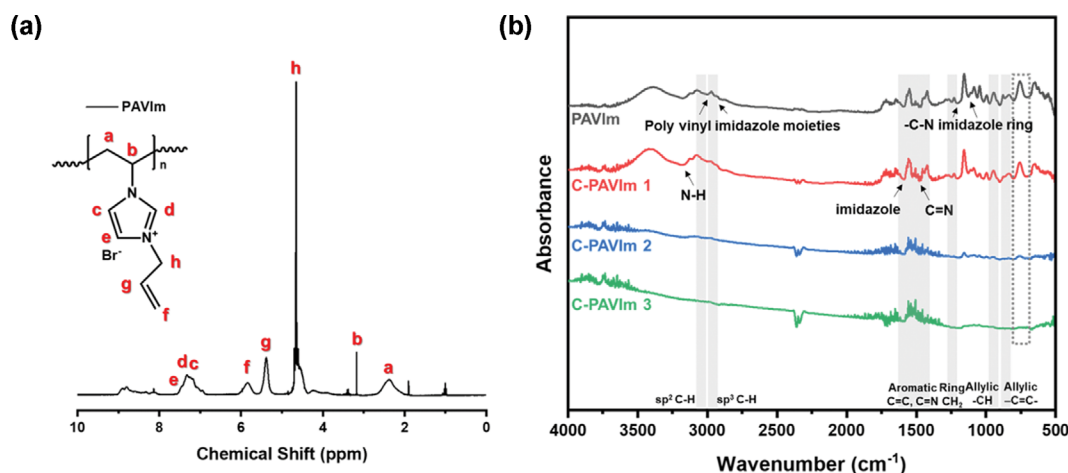 (a)
h
PAVIm
a
b
n
N
c
d
e
N+
Br-
h
g
f
g
b
d
c
f
a
e
10
8
6
4
2
0
Chemical Shift (ppm)
(b)
PAVIm
Poly vinyl imidazole moieties
-C-N imidazole ring
C-PAVIm 1
N-H
imidazole
C=N
C-PAVIm 2
C-PAVIm 3
Absorbance
sp² C-H
sp³ C-H
Aromatic
C=C, C=N
Ring
CH₂
Allylic
-CH
Allylic
–C=C-
4000
3500
3000
2500
2000
1500
1000
500
Wavenumber (cm⁻¹)